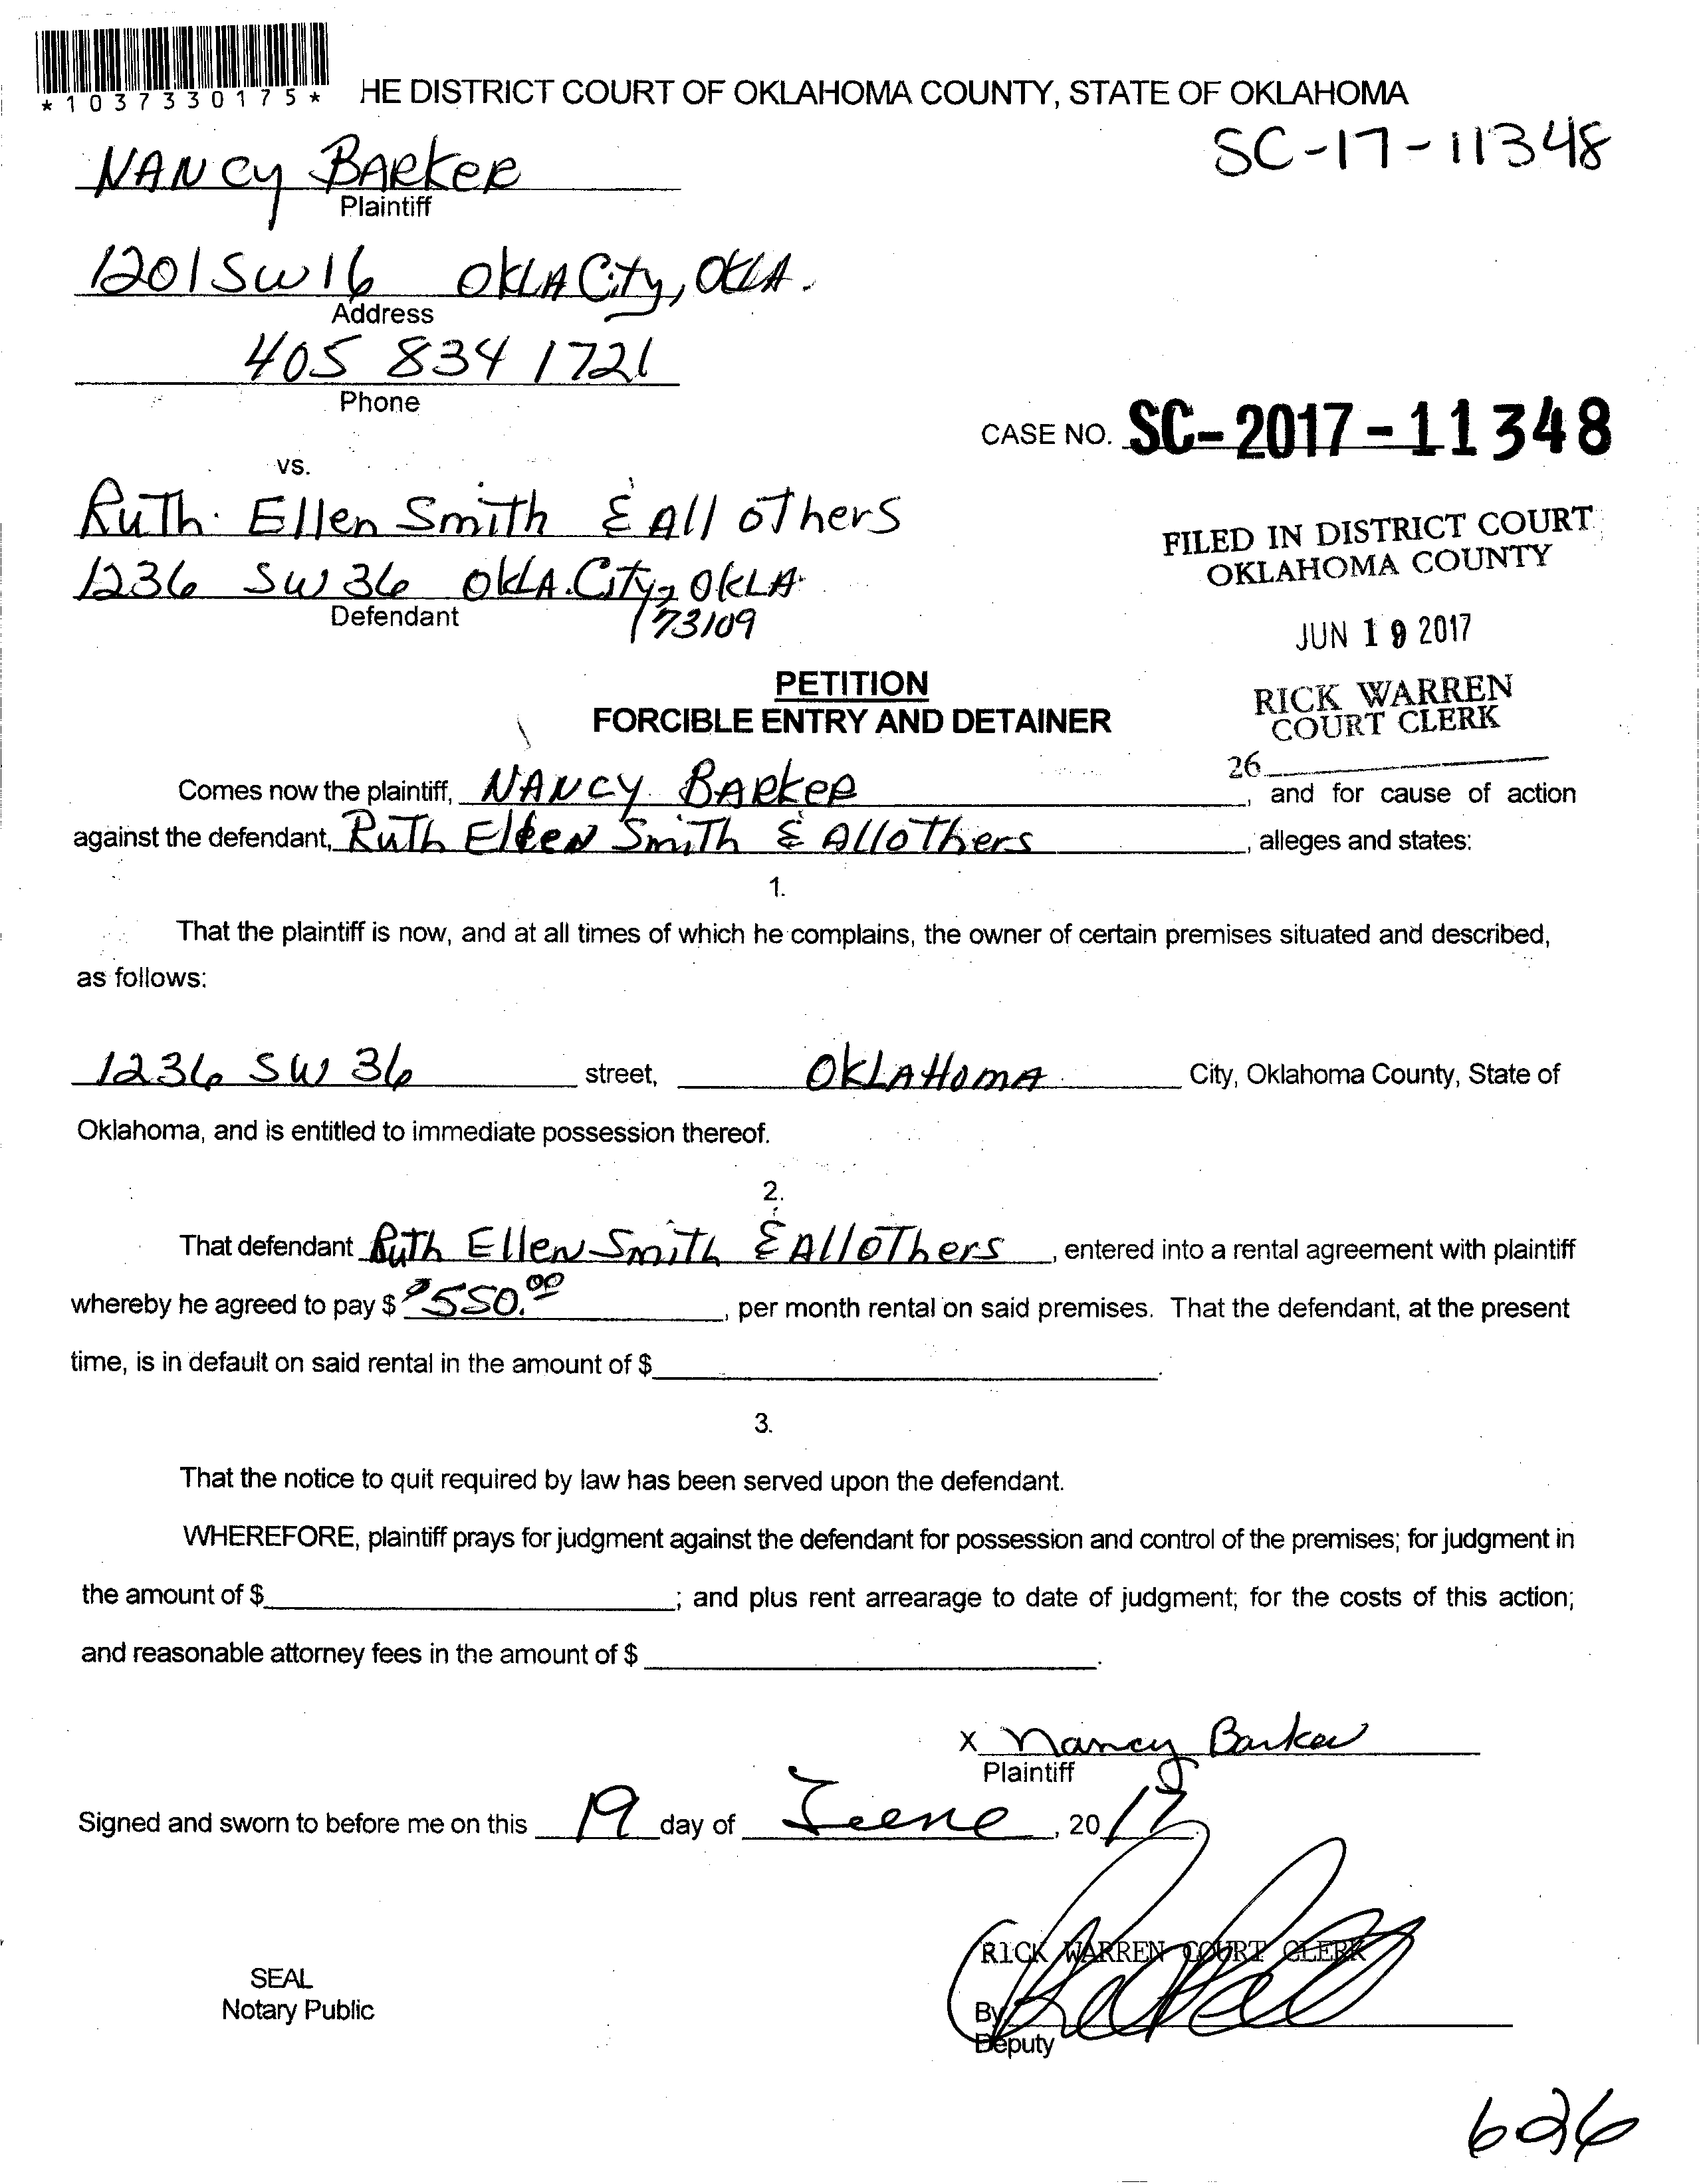 *1037330175*
HE DISTRICT COURT OF OKLAHOMA COUNTY, STATE OF OKLAHOMA
SC-17-11348
NANCY BARKER
Plaintiff
1201 SW 16 OKLA City, OKLA.
Address
405 834 1721
Phone
CASE NO. SC-2017-11348
vs.
Ruth Ellen Smith & All others
1236 SW 36 OKLA. City, OKLA
73109
Defendant
FILED IN DISTRICT COURT
OKLAHOMA COUNTY
JUN 19 2017
RICK WARREN
COURT CLERK
26
PETITION
FORCIBLE ENTRY AND DETAINER
Comes now the plaintiff, NANCY BARKER, and for cause of action
against the defendant, Ruth Ellen Smith & All Others, alleges and states:
1.
That the plaintiff is now, and at all times of which he complains, the owner of certain premises situated and described,
as follows:
1236 SW 36 street, OKLAHOMA City, Oklahoma County, State of
Oklahoma, and is entitled to immediate possession thereof.
2.
That defendant Ruth Ellen Smith & All Others, entered into a rental agreement with plaintiff
whereby he agreed to pay $ $550.00, per month rental on said premises. That the defendant, at the present
time, is in default on said rental in the amount of $ .
3.
That the notice to quit required by law has been served upon the defendant.
WHEREFORE, plaintiff prays for judgment against the defendant for possession and control of the premises; for judgment in
the amount of $ ; and plus rent arrearage to date of judgment; for the costs of this action;
and reasonable attorney fees in the amount of $ .
X Nancy Barker
Plaintiff
Signed and sworn to before me on this 19 day of June, 2017.
RICK WARREN COURT CLERK
SEAL
Notary Public
By
Deputy
626